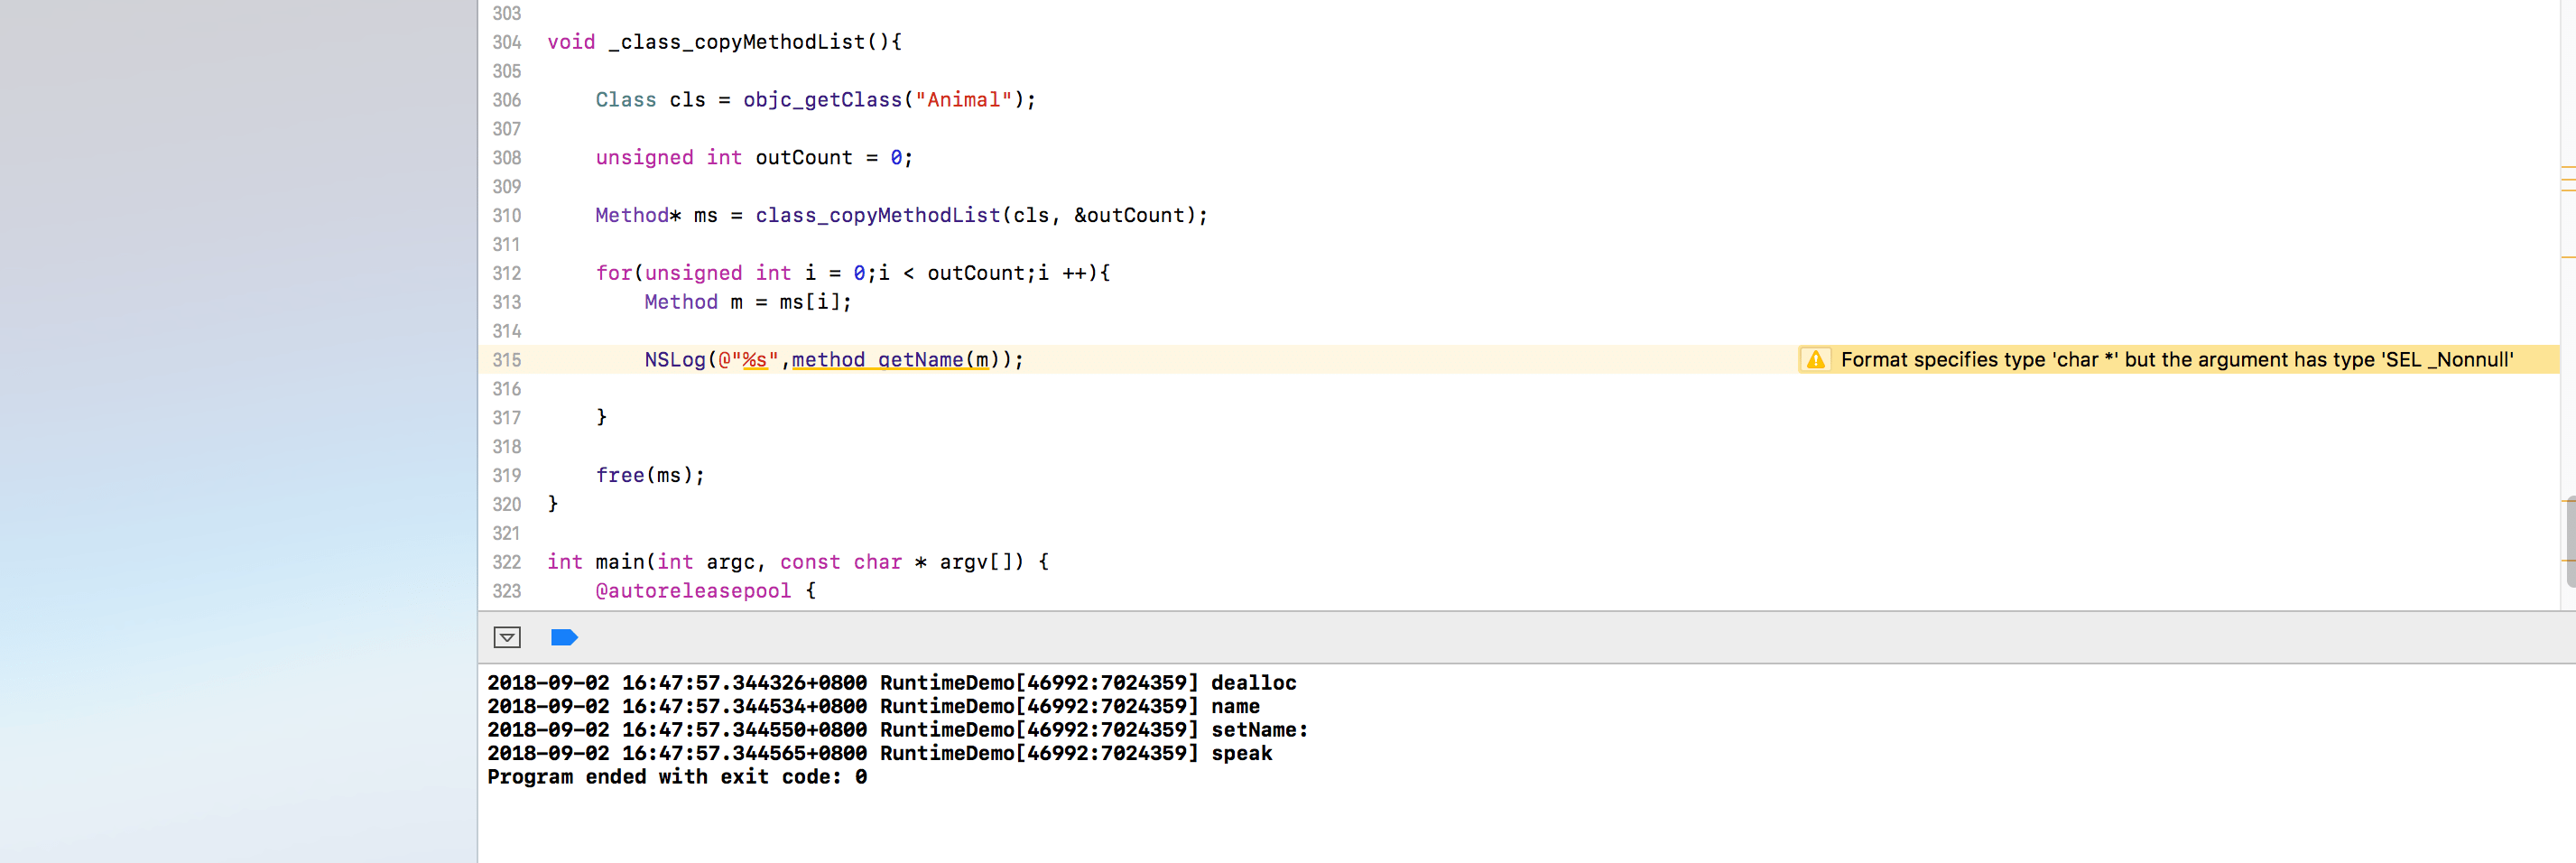 303
304 void _class_copyMethodList(){
305
306 Class cls = objc_getClass("Animal");
307
308 unsigned int outCount = 0;
309
310 Method* ms = class_copyMethodList(cls, &outCount);
311
312 for(unsigned int i = 0;i < outCount;i ++){
313 Method m = ms[i];
314
315 NSLog(@"%s",method_getName(m)); Format specifies type 'char *' but the argument has type 'SEL _Nonnull'
316
317 }
318
319 free(ms);
320 }
321
322 int main(int argc, const char * argv[]) {
323 @autoreleasepool {
2018-09-02 16:47:57.344326+0800 RuntimeDemo[46992:7024359] dealloc
2018-09-02 16:47:57.344534+0800 RuntimeDemo[46992:7024359] name
2018-09-02 16:47:57.344550+0800 RuntimeDemo[46992:7024359] setName:
2018-09-02 16:47:57.344565+0800 RuntimeDemo[46992:7024359] speak
Program ended with exit code: 0